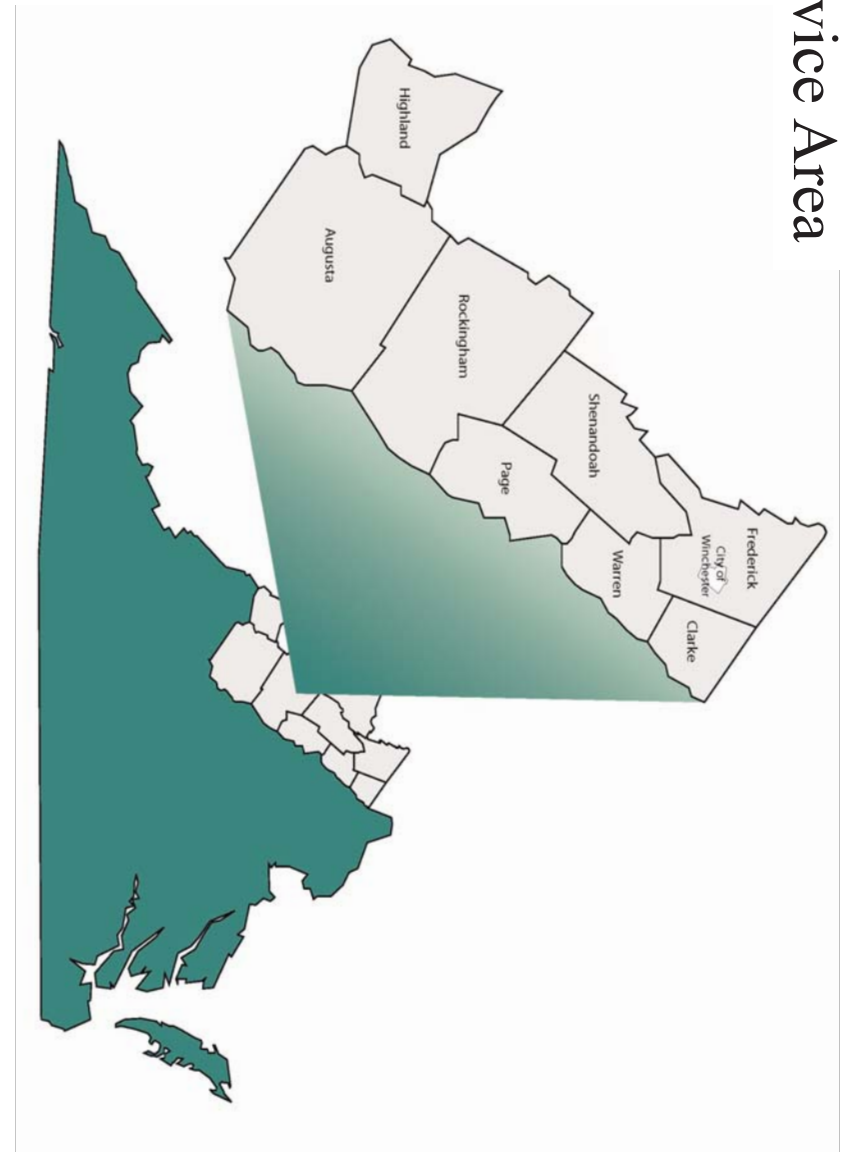 vice Area
Highland
Augusta
Rockingham
Shenandoah
Page
Warren
Frederick
City of
Winchester
Clarke